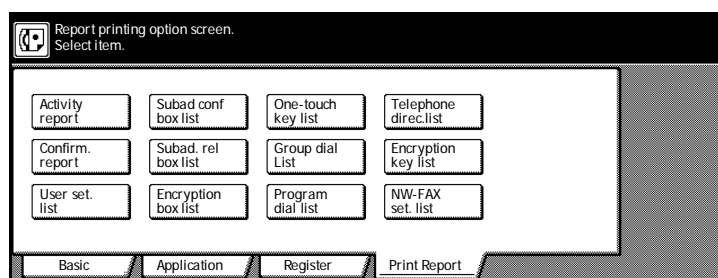 Report printing option screen.
Select item.
Activity
report
Subad conf
box list
One-touch
key list
Telephone
direc.list
Confirm.
report
Subad. rel
box list
Group dial
List
Encryption
key list
User set.
list
Encryption
box list
Program
dial list
NW-FAX
set. list
Basic
Application
Register
Print Report